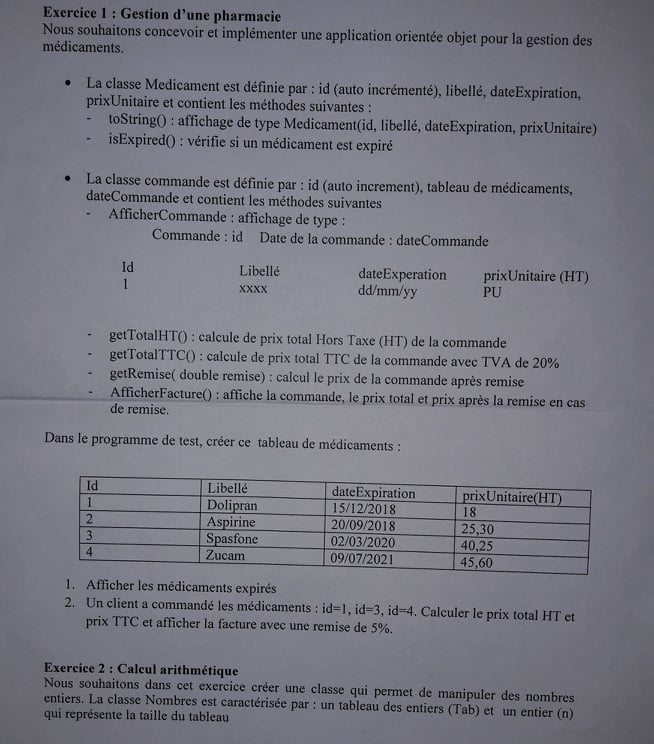 Exercice 1 : Gestion d'une pharmacie
Nous souhaitons concevoir et implémenter une application orientée objet pour la gestion des
médicaments.
• La classe Medicament est définie par : id (auto incrémenté), libellé, dateExpiration,
prixUnitaire et contient les méthodes suivantes :
- toString() : affichage de type Medicament(id, libellé, dateExpiration, prixUnitaire)
- isExpired() : vérifie si un médicament est expiré
• La classe commande est définie par : id (auto increment), tableau de médicaments,
dateCommande et contient les méthodes suivantes
- AfficherCommande : affichage de type :
Commande : id Date de la commande : dateCommande
Id Libellé dateExperation prixUnitaire (HT)
1 xxxx dd/mm/yy PU
- getTotalHT() : calcule de prix total Hors Taxe (HT) de la commande
- getTotalTTC() : calcule de prix total TTC de la commande avec TVA de 20%
- getRemise( double remise) : calcul le prix de la commande après remise
- AfficherFacture() : affiche la commande, le prix total et prix après la remise en cas
de remise.
Dans le programme de test, créer ce tableau de médicaments :
Id Libellé dateExpiration prixUnitaire(HT)
1 Dolipran 15/12/2018 18
2 Aspirine 20/09/2018 25,30
3 Spasfone 02/03/2020 40,25
4 Zucam 09/07/2021 45,60
1. Afficher les médicaments expirés
2. Un client a commandé les médicaments : id=1, id=3, id=4. Calculer le prix total HT et
prix TTC et afficher la facture avec une remise de 5%.
Exercice 2 : Calcul arithmétique
Nous souhaitons dans cet exercice créer une classe qui permet de manipuler des nombres
entiers. La classe Nombres est caractérisée par : un tableau des entiers (Tab) et un entier (n)
qui représente la taille du tableau